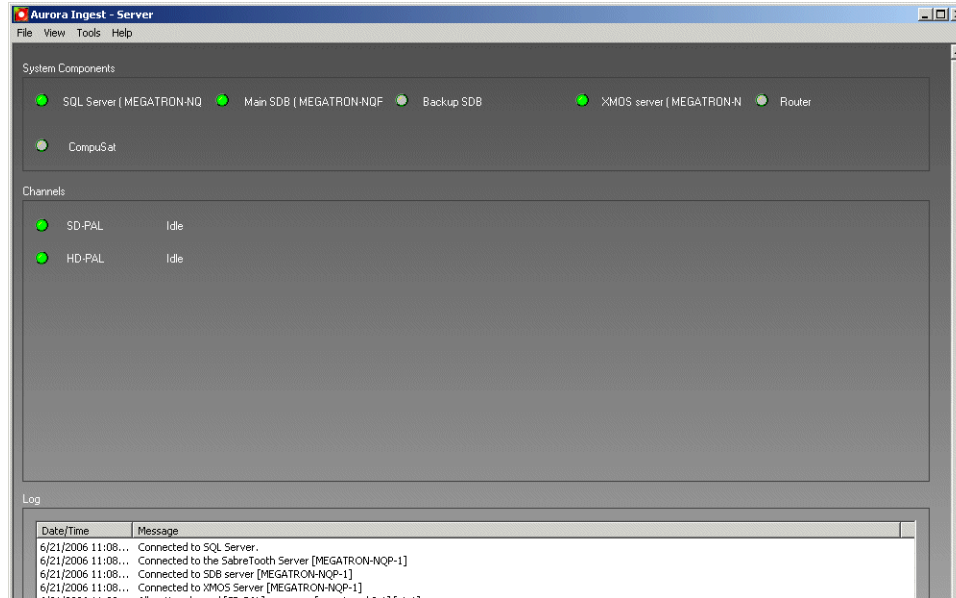 Aurora Ingest - Server
File View Tools Help
System Components
SQL Server ( MEGATRON-NQ
Main SDB ( MEGATRON-NQF
Backup SDB
XMOS server ( MEGATRON-N
Router
CompuSat
Channels
SD-PAL Idle
HD-PAL Idle
Log
Date/Time Message
6/21/2006 11:08... Connected to SQL Server.
6/21/2006 11:08... Connected to the SabreTooth Server [MEGATRON-NQP-1]
6/21/2006 11:08... Connected to SDB server [MEGATRON-NQP-1]
6/21/2006 11:08... Connected to XMOS Server [MEGATRON-NQP-1]